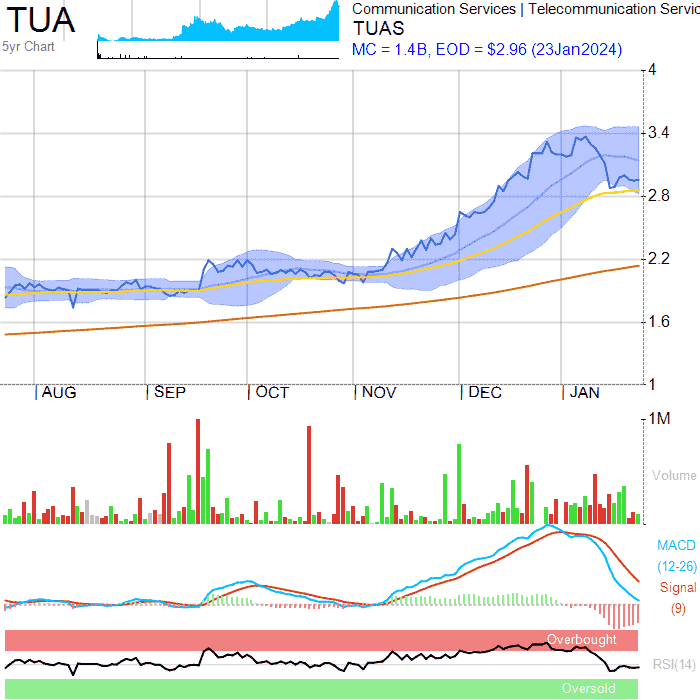 TUA
5yr Chart
Communication Services | Telecommunication Servic
TUAS
MC = 1.4B, EOD = $2.96 (23Jan2024)
4
3.4
2.8
2.2
1.6
1
| AUG | SEP | OCT | NOV | DEC | JAN
1M
Volume
MACD
(12-26)
Signal
(9)
Overbought
RSI(14)
Oversold